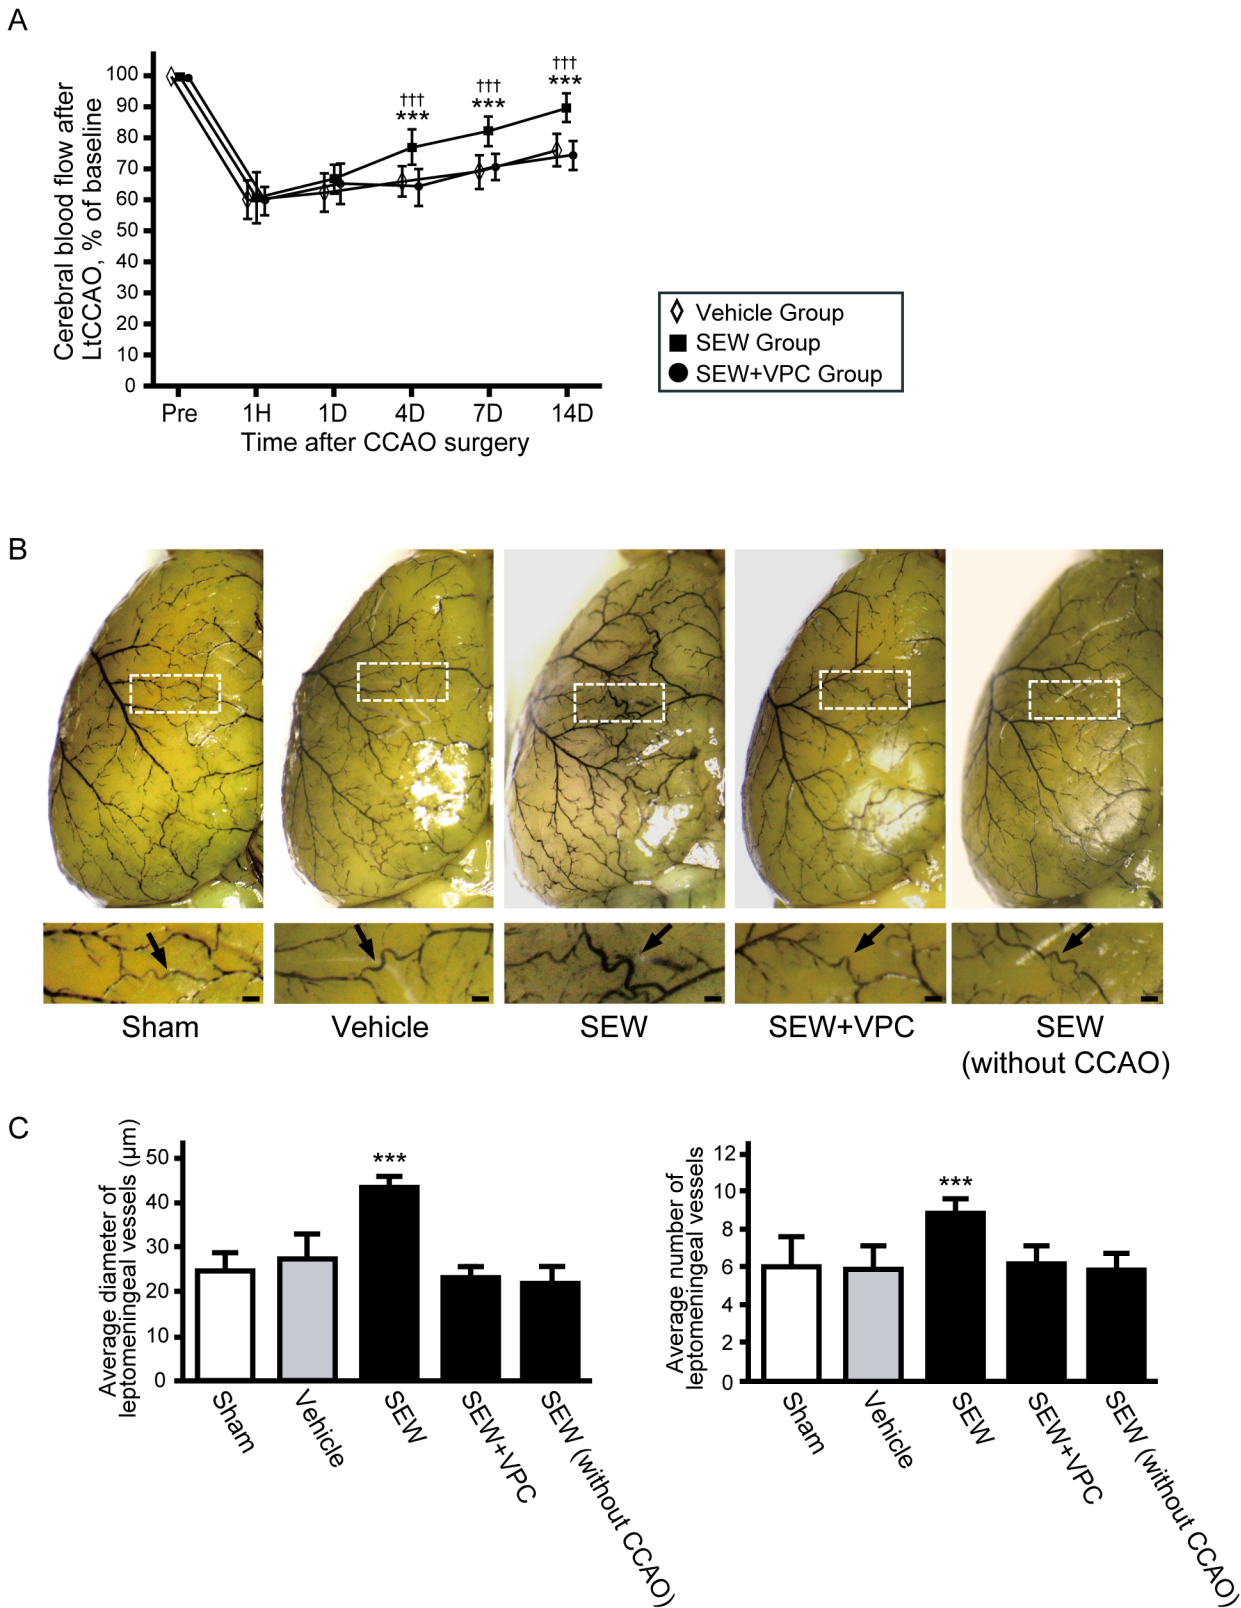 A
Cerebral blood flow after
LtCCAO, % of baseline
100
90
80
70
60
50
40
30
20
10
0
†††
***
†††
***
†††
***
Pre
1H
1D
4D
7D
14D
Time after CCAO surgery
Vehicle Group
SEW Group
SEW+VPC Group
B
Sham
Vehicle
SEW
SEW+VPC
SEW
(without CCAO)
C
Average diameter of
leptomeningeal vessels (μm)
50
40
30
20
10
0
***
Sham
Vehicle
SEW
SEW+VPC
SEW (without CCAO)
Average number of
leptomeningeal vessels
12
10
8
6
4
2
0
***
Sham
Vehicle
SEW
SEW+VPC
SEW (without CCAO)